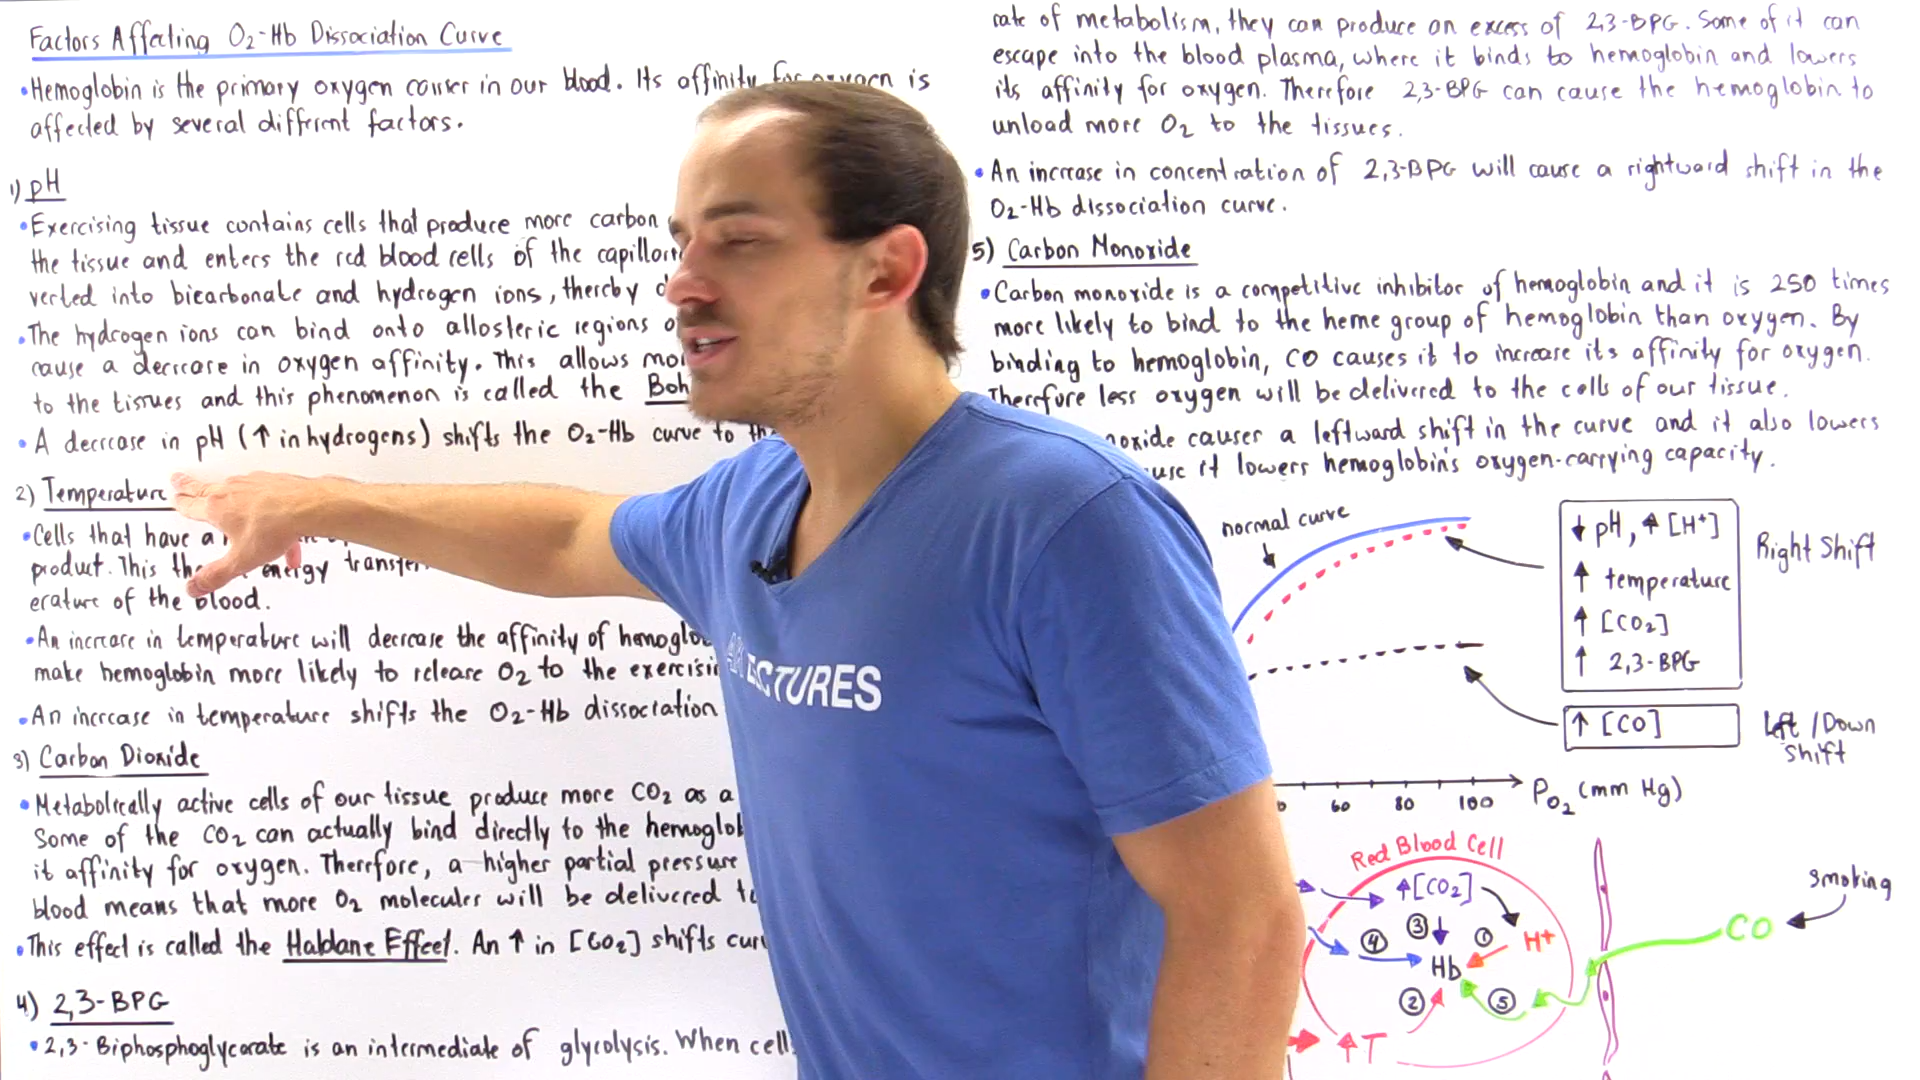 Factors Affecting O2-Hb Dissociation Curve
• Hemoglobin is the primary oxygen carrier in our blood. Its affinity for oxygen is
affected by several different factors.
1) pH
• Exercising tissue contains cells that produce more carbon
the tissue and enters the red blood cells of the
verted into bicarbonate and hydrogen ions, thereby
• The hydrogen ions can bind onto allosteric regions
cause a decrease in oxygen affinity. This allows
to the tissues and this phenomenon is called the
• A decrease in pH (↑ in hydrogens) shifts the O2-Hb curve to
2) Temperature
• Cells that have a
product. This energy
erature of the blood.
• An increase in temperature will decrease the affinity of
make hemoglobin more likely to release O2 to the
• An increase in temperature shifts the O2-Hb dissociation
3) Carbon Dioxide
• Metabolically active cells of our tissue produce more CO2 as a
Some of the CO2 can actually bind directly to the
it affinity for oxygen. Therefore, a higher partial pressure
blood means that more O2 molecules will be delivered
• This effect is called the Haldane Effect. An ↑ in [CO2] shifts
4) 2,3-BPG
• 2,3-Biphosphoglycerate is an intermediate of glycolysis. When
rate of metabolism, they can produce an excess of 2,3-BPG. Some of it can
escape into the blood plasma, where it binds to hemoglobin and lowers
its affinity for oxygen. Therefore 2,3-BPG can cause the hemoglobin to
unload more O2 to the tissues.
• An increase in concentration of 2,3-BPG will cause a rightward shift in the
O2-Hb dissociation curve.
5) Carbon Monoxide
• Carbon monoxide is a competitive inhibitor of hemoglobin and it is 250 times
more likely to bind to the heme group of hemoglobin than oxygen. By
binding to hemoglobin, CO causes it to increase its affinity for oxygen.
Therefore less oxygen will be delivered to the cells of our tissue.
causes a leftward shift in the curve and it also lowers
it lowers hemoglobin's oxygen-carrying capacity.
normal curve
↓ pH, ↑ [H+]
↑ temperature
↑ [CO2]
↑ 2,3-BPG
Right Shift
↑ [CO]
Left/Down
Shift
60 80 100
PO2 (mm Hg)
Red Blood Cell
↑[CO2]
③
④
①
H+
Hb
②
⑤
↑T
CO
smoking
LECTURES